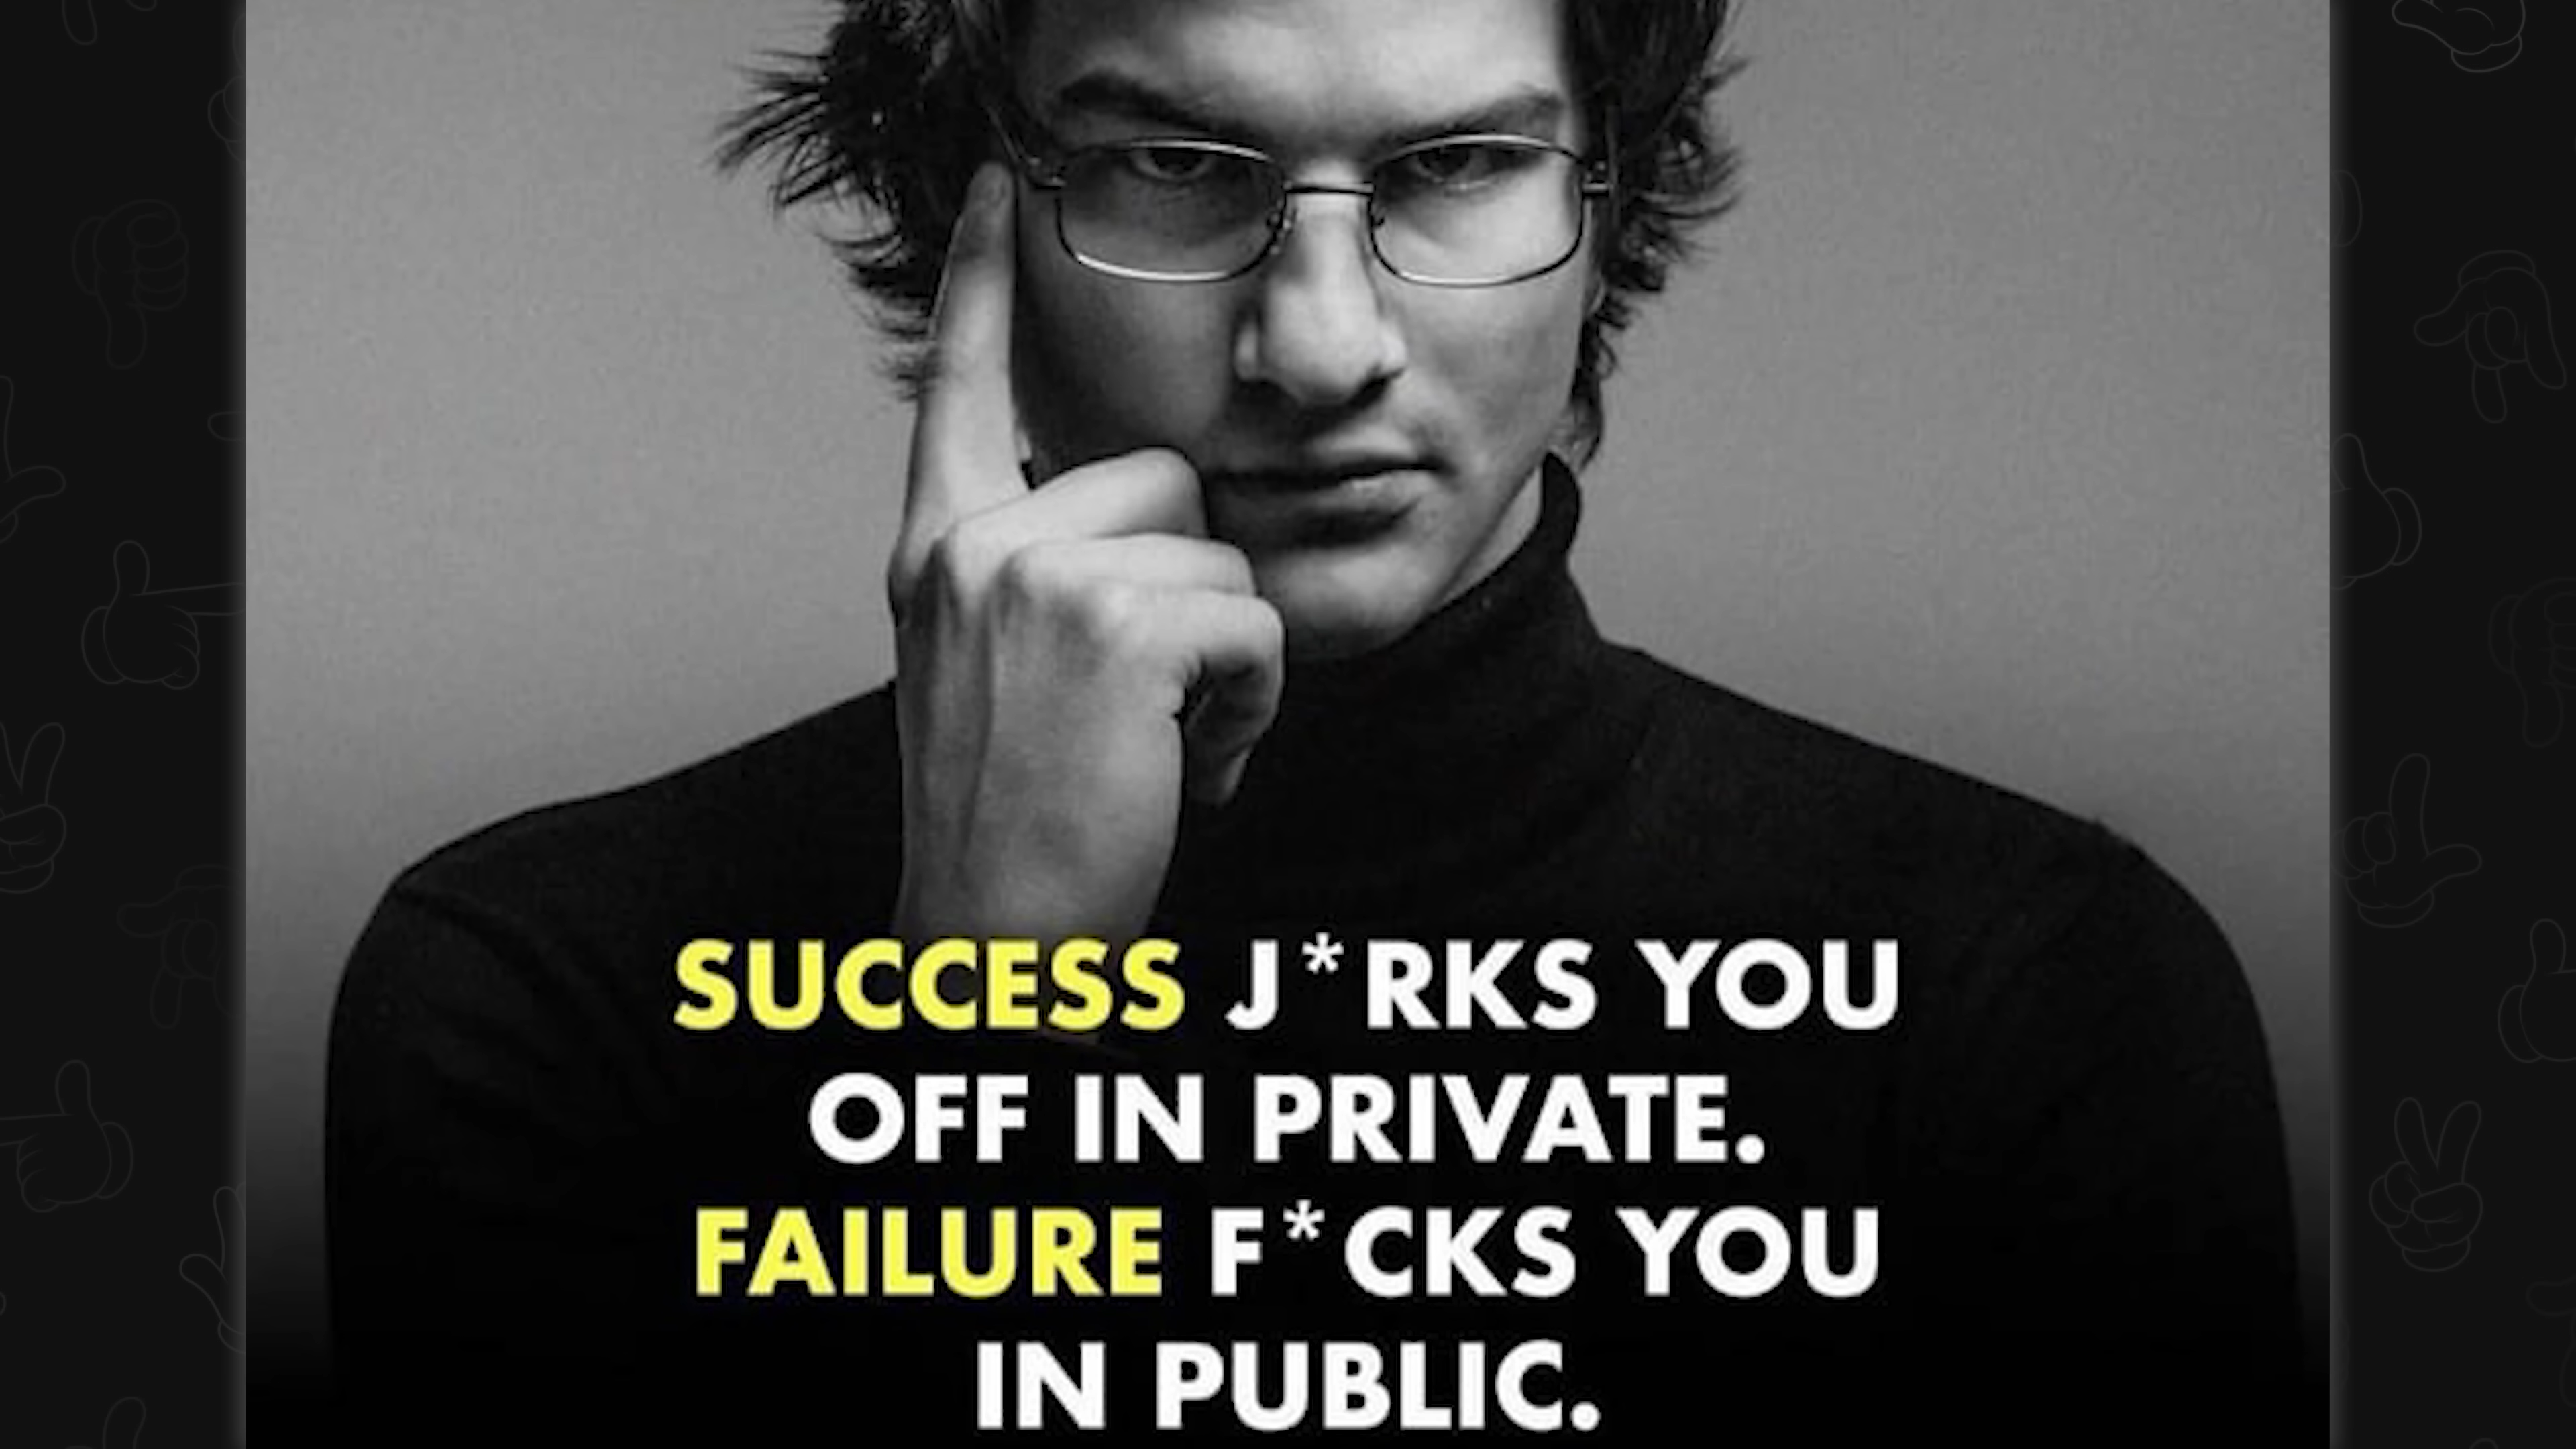 SUCCESS J*RKS YOU
OFF IN PRIVATE.
FAILURE F*CKS YOU
IN PUBLIC.